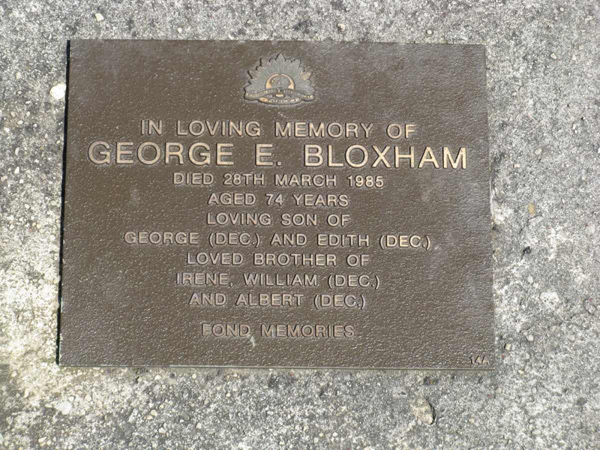 IN LOVING MEMORY OF
GEORGE E. BLOXHAM
DIED 28TH MARCH 1985
AGED 74 YEARS
LOVING SON OF
GEORGE (DEC.) AND EDITH (DEC.)
LOVED BROTHER OF
IRENE, WILLIAM (DEC.)
AND ALBERT (DEC.)
FOND MEMORIES